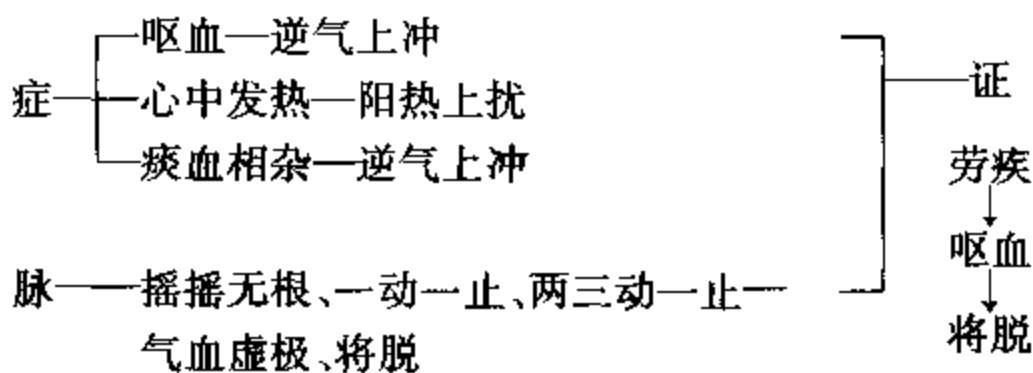 呕血—逆气上冲
症—心中发热—阳热上扰
痰血相杂—逆气上冲
脉—摇摇无根、一动一止、两三动一止—
气血虚极、将脱
证
劳疾
呕血
将脱